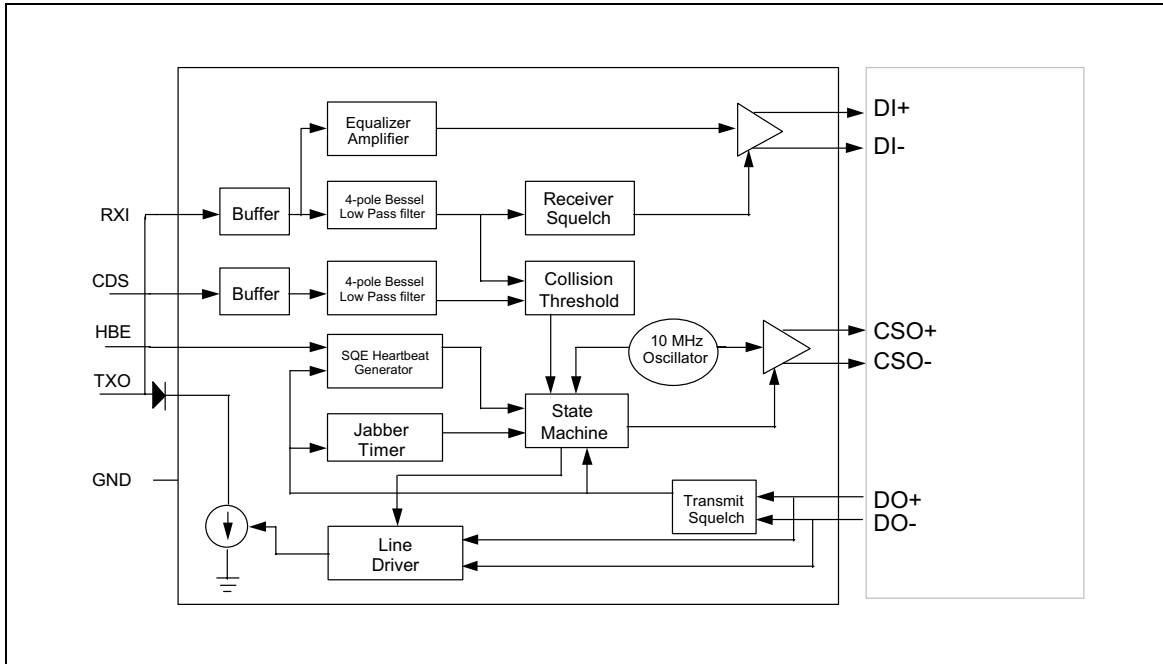 Equalizer
Amplifier
DI+
DI-
RXI
Buffer
4-pole Bessel
Low Pass filter
Receiver
Squelch
CDS
Buffer
4-pole Bessel
Low Pass filter
Collision
Threshold
HBE
SQE Heartbeat
Generator
10 MHz
Oscillator
CSO+
CSO-
TXO
Jabber
Timer
State
Machine
GND
Transmit
Squelch
DO+
DO-
Line
Driver